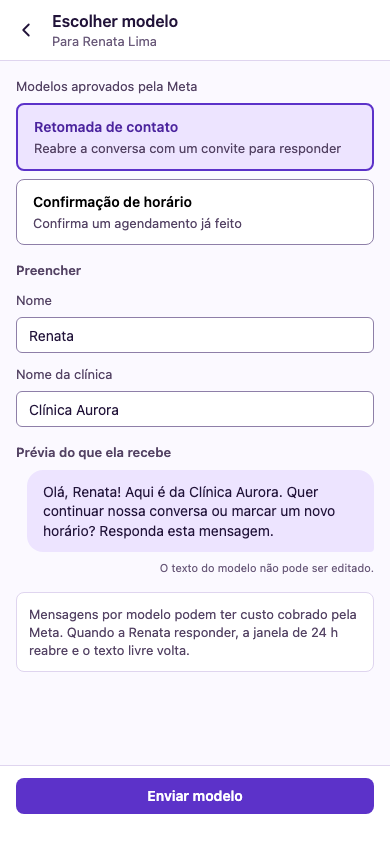 Escolher modelo
Para Renata Lima
Modelos aprovados pela Meta
Retomada de contato
Reabre a conversa com um convite para responder
Confirmação de horário
Confirma um agendamento já feito
Preencher
Nome
Renata
Nome da clínica
Clínica Aurora
Prévia do que ela recebe
Olá, Renata! Aqui é da Clínica Aurora. Quer
continuar nossa conversa ou marcar um novo
horário? Responda esta mensagem.
O texto do modelo não pode ser editado.
Mensagens por modelo podem ter custo cobrado pela
Meta. Quando a Renata responder, a janela de 24 h
reabre e o texto livre volta.
Enviar modelo